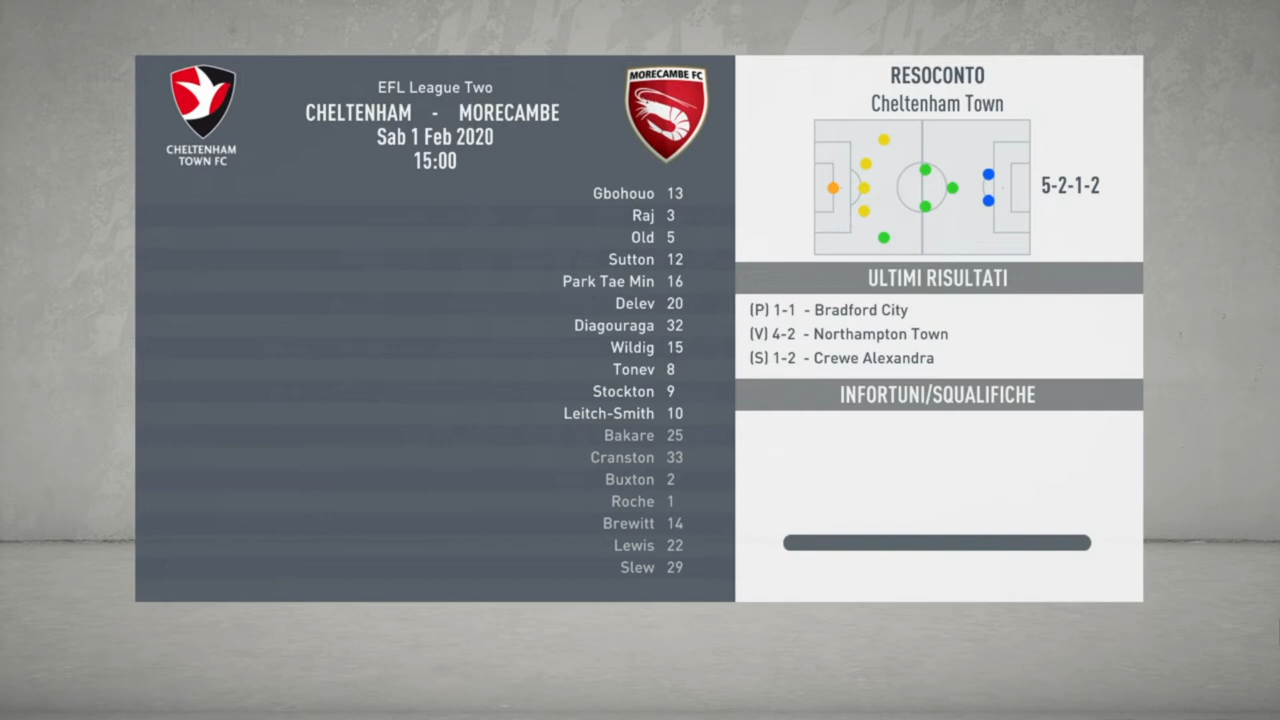 CHELTENHAM
TOWN FC
EFL League Two
CHELTENHAM - MORECAMBE
Sab 1 Feb 2020
15:00
MORECAMBE FC
Gbohouo 13
Raj 3
Old 5
Sutton 12
Park Tae Min 16
Delev 20
Diagouraga 32
Wildig 15
Tonev 8
Stockton 9
Leitch-Smith 10
Bakare 25
Cranston 33
Buxton 2
Roche 1
Brewitt 14
Lewis 22
Slew 29
RESOCONTO
Cheltenham Town
5-2-1-2
ULTIMI RISULTATI
(P) 1-1 - Bradford City
(V) 4-2 - Northampton Town
(S) 1-2 - Crewe Alexandra
INFORTUNI/SQUALIFICHE